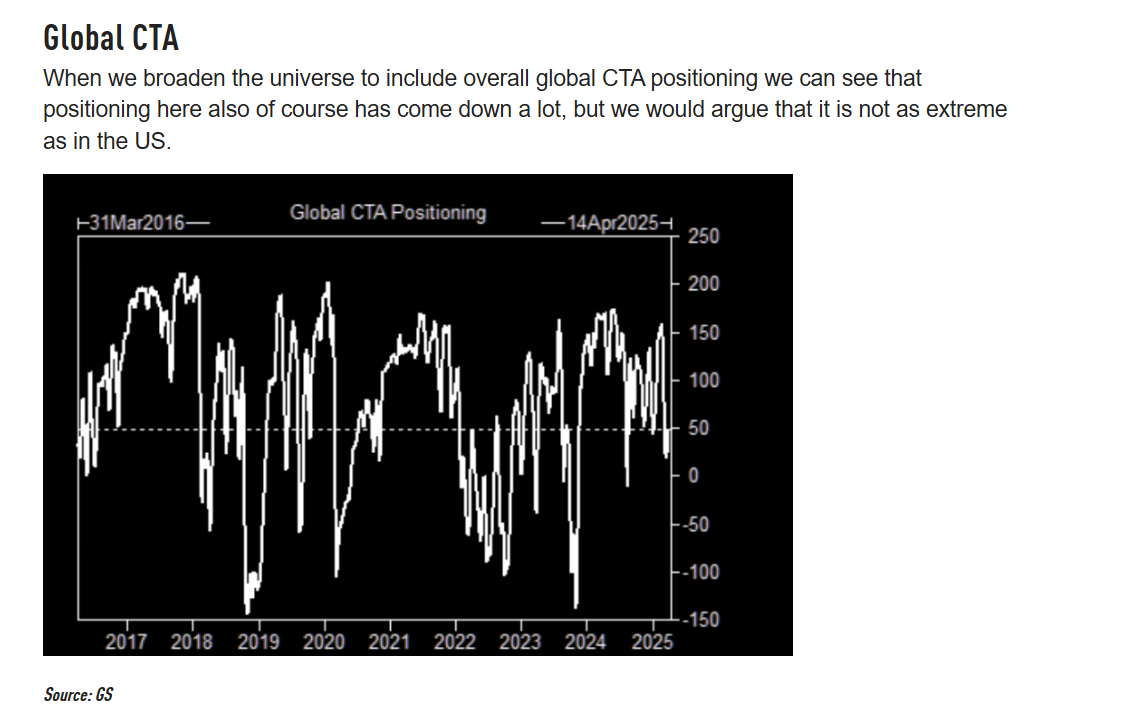 Global CTA
When we broaden the universe to include overall global CTA positioning we can see that
positioning here also of course has come down a lot, but we would argue that it is not as extreme
as in the US.
Global CTA Positioning
31Mar2016
14Apr2025
250
200
150
100
50
0
-50
-100
-150
2017 2018 2019 2020 2021 2022 2023 2024 2025
Source: GS